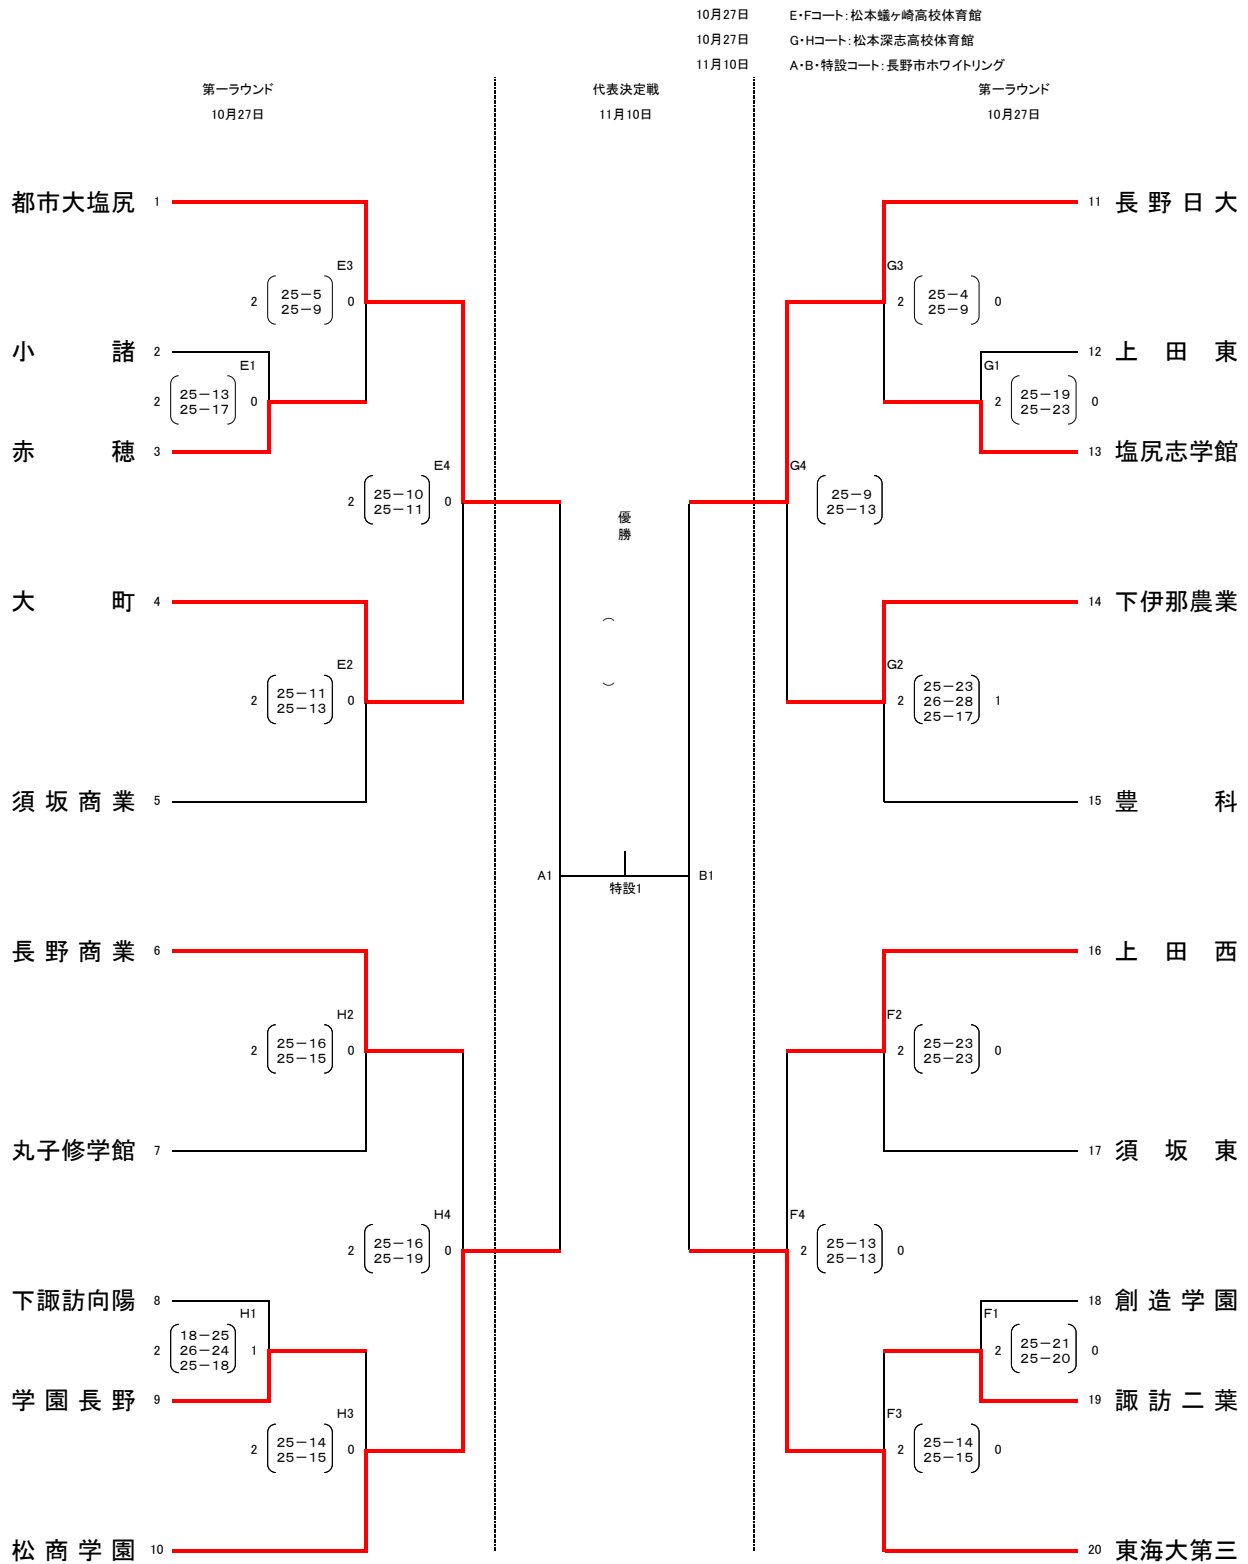 10月27日 E・Fコート：松本蟻ヶ崎高校体育館
10月27日 G・Hコート：松本深志高校体育館
11月10日 A・B・特設コート：長野市ホワイトリング
第一ラウンド 代表決定戦 第一ラウンド
10月27日 11月10日 10月27日
都市大塩尻 1
11 長野日大
E3
2 25－5 0
25－9
G3
2 25－4 0
25－9
小諸 2
12 上田東
E1
2 25－13 0
25－17
G1
2 25－19 0
25－23
赤穂 3
13 塩尻志学館
E4
2 25－10 0
25－11
G4
25－9
25－13
優勝
（ ）
大町 4
14 下伊那農業
E2
2 25－11 0
25－13
G2
25－23
2 26－28 1
25－17
須坂商業 5
15 豊科
A1 特設1 B1
長野商業 6
16 上田西
H2
2 25－16 0
25－15
F2
2 25－23 0
25－23
丸子修学館 7
17 須坂東
H4
2 25－16 0
25－19
F4
2 25－13 0
25－13
下諏訪向陽 8
18 創造学園
H1
18－25
2 26－24 1
25－18
F1
2 25－21 0
25－20
学園長野 9
19 諏訪二葉
H3
2 25－14 0
25－15
F3
2 25－14 0
25－15
松商学園 10
20 東海大第三